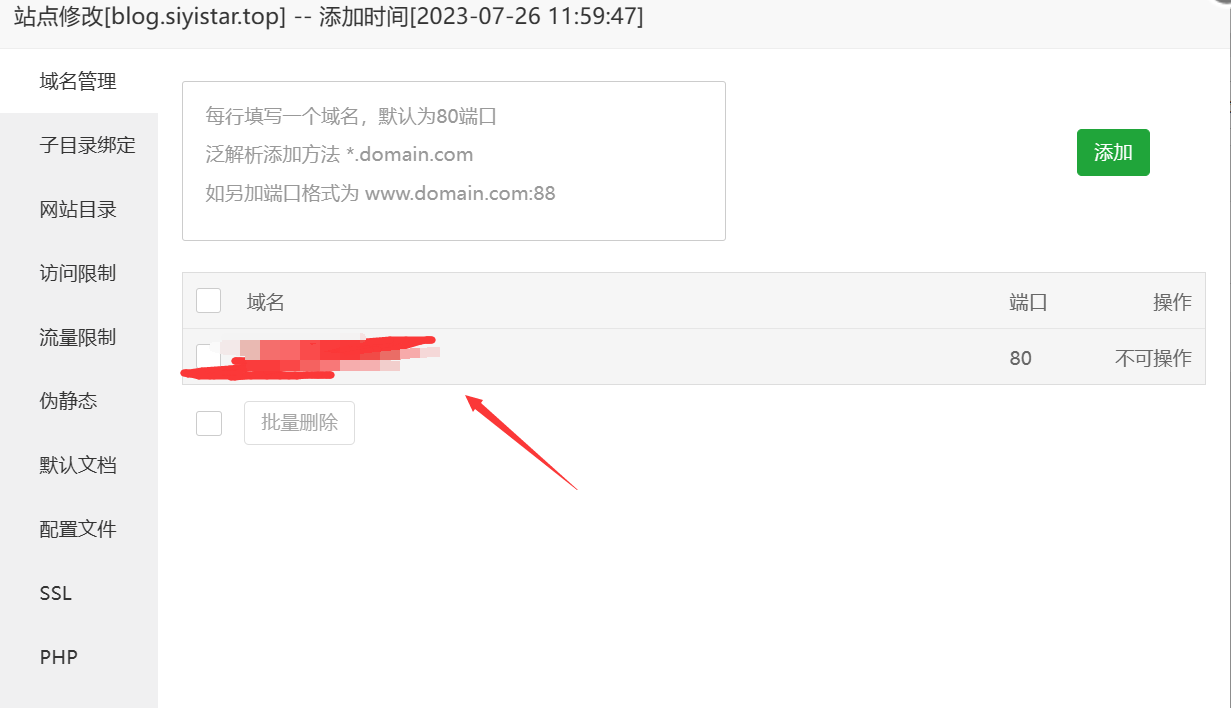 站点修改[blog.siyistar.top] -- 添加时间[2023-07-26 11:59:47]
域名管理
子目录绑定
网站目录
访问限制
流量限制
伪静态
默认文档
配置文件
SSL
PHP
每行填写一个域名，默认为80端口
泛解析添加方法 *.domain.com
如另加端口格式为 www.domain.com:88
添加
域名 端口 操作
80 不可操作
批量删除